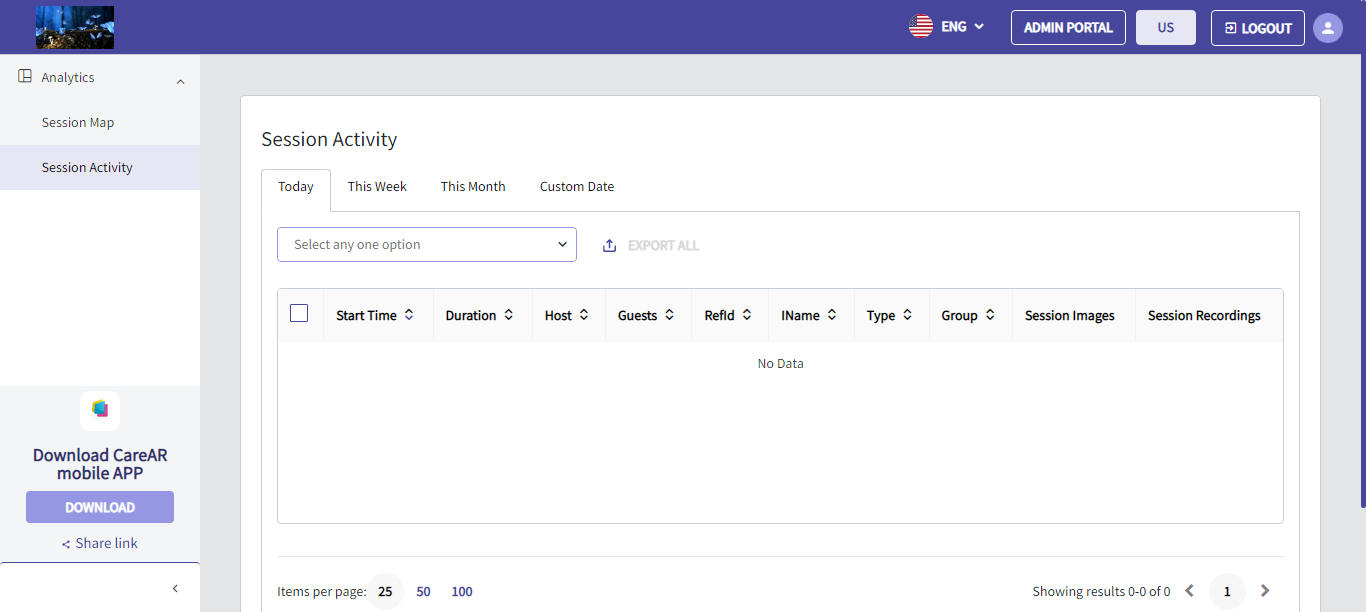 ENG
ADMIN PORTAL
US
LOGOUT
Analytics
Session Map
Session Activity
Download CareAR
mobile APP
DOWNLOAD
Share link
Session Activity
Today This Week This Month Custom Date
Select any one option EXPORT ALL
Start Time Duration Host Guests RefId IName Type Group Session Images Session Recordings
No Data
Items per page: 25 50 100 Showing results 0-0 of 0 1